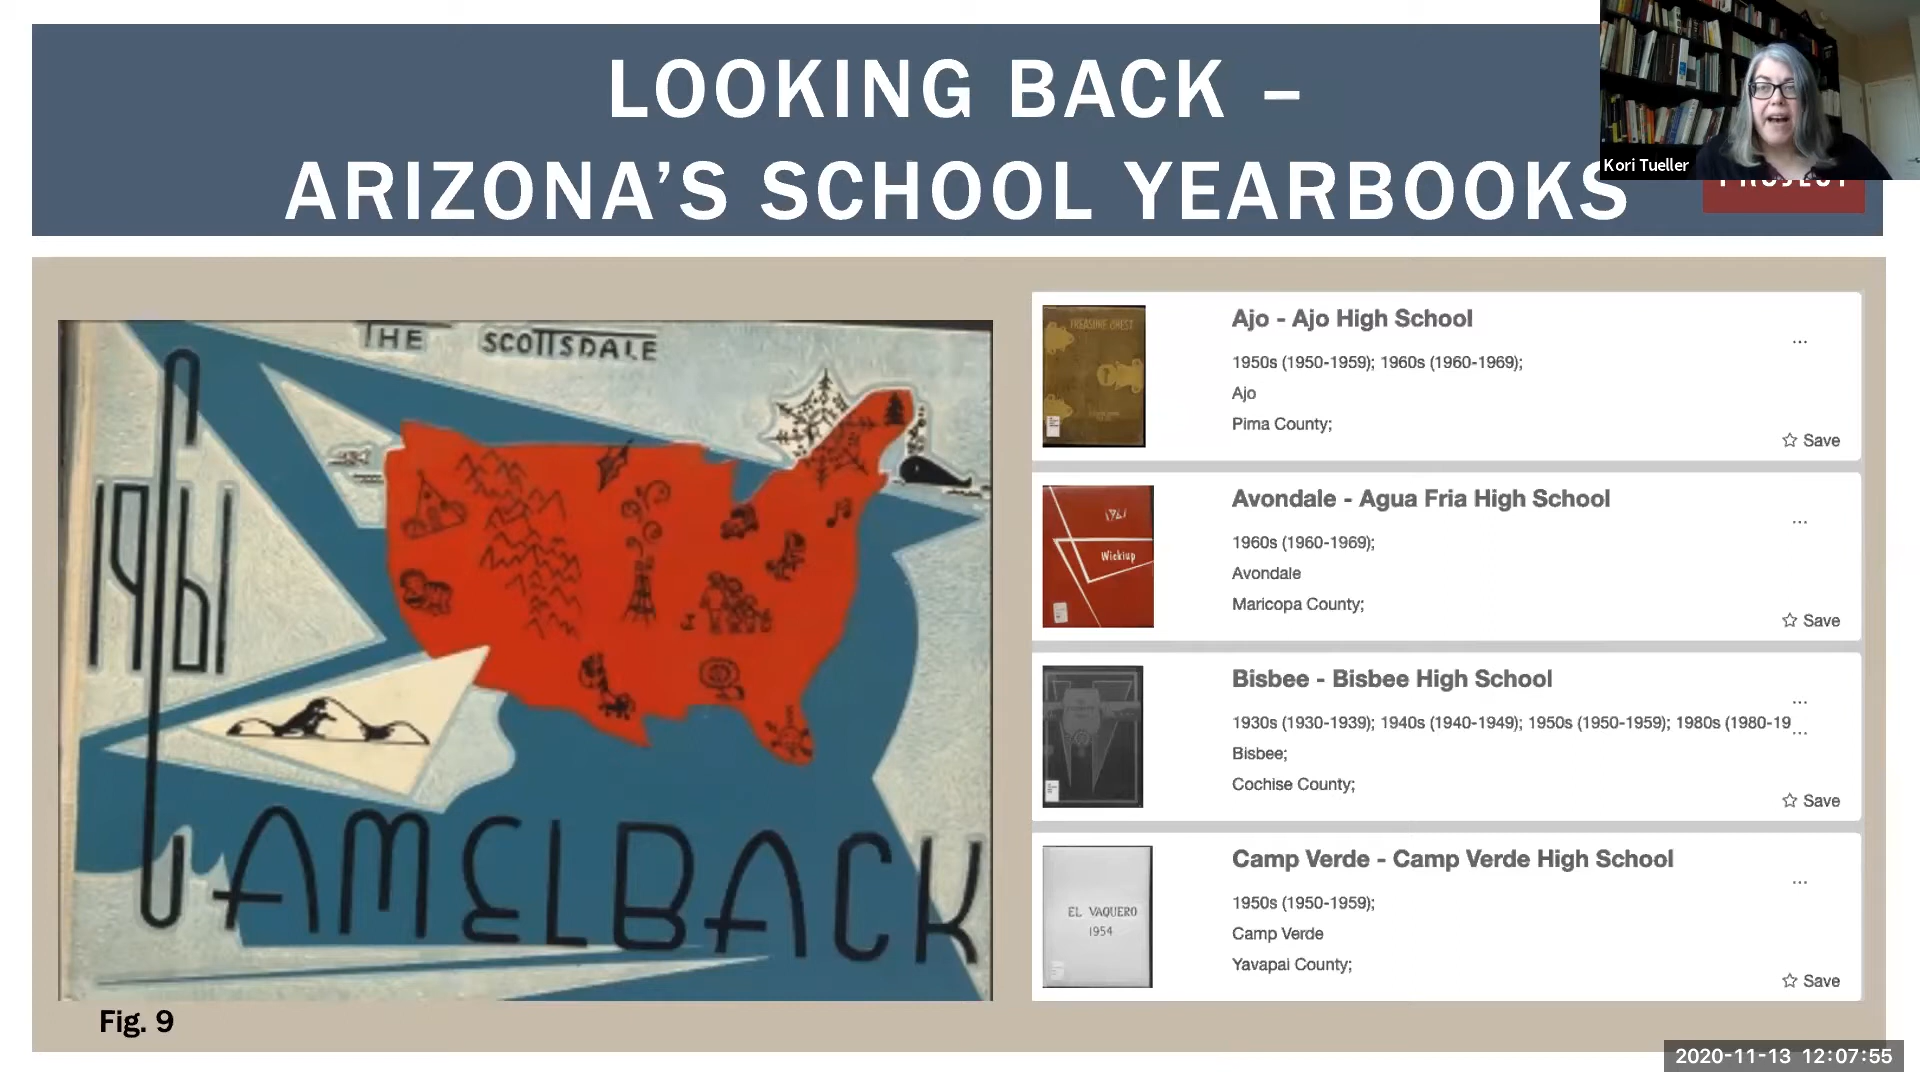 LOOKING BACK –
ARIZONA'S SCHOOL YEARBOOKS
Kori Tueller
PROJECT
THE SCOTTSDALE
1961
CAMELBACK
Fig. 9
TREASURE CHEST
Ajo - Ajo High School
...
1950s (1950-1959); 1960s (1960-1969);
Ajo
Pima County;
Save
1961
Wickiup
Avondale - Agua Fria High School
...
1960s (1960-1969);
Avondale
Maricopa County;
Save
Bisbee - Bisbee High School
...
1930s (1930-1939); 1940s (1940-1949); 1950s (1950-1959); 1980s (1980-19...
Bisbee;
Cochise County;
Save
EL VAQUERO
1954
Camp Verde - Camp Verde High School
...
1950s (1950-1959);
Camp Verde
Yavapai County;
Save
2020-11-13 12:07:55